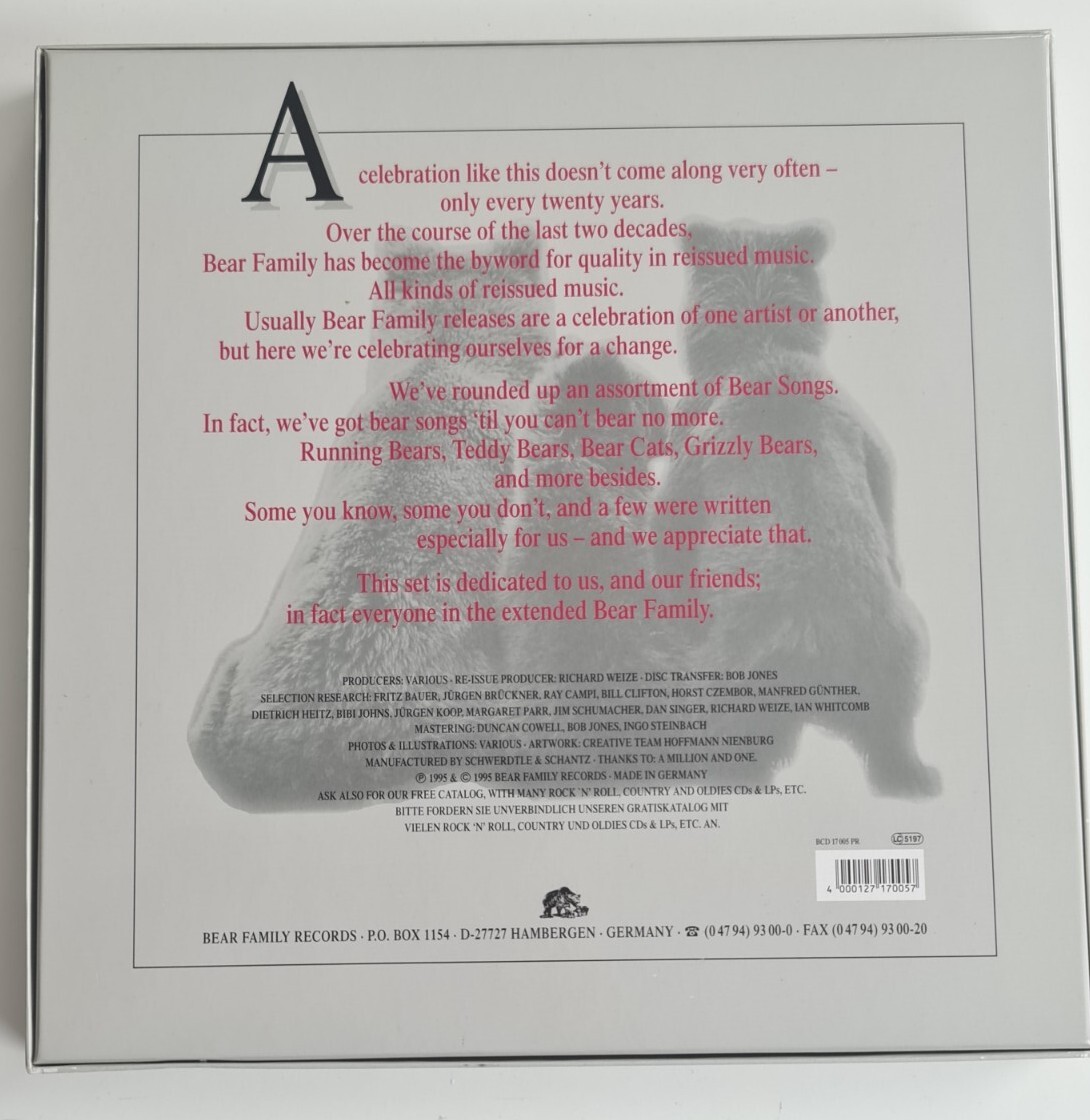 A celebration like this doesn't come along very often –
only every twenty years.
Over the course of the last two decades,
Bear Family has become the byword for quality in reissued music.
All kinds of reissued music.
Usually Bear Family releases are a celebration of one artist or another,
but here we're celebrating ourselves for a change.
We've rounded up an assortment of Bear Songs.
In fact, we've got bear songs 'til you can't bear no more.
Running Bears, Teddy Bears, Bear Cats, Grizzly Bears,
and more besides.
Some you know, some you don't, and a few were written
especially for us – and we appreciate that.
This set is dedicated to us, and our friends;
in fact everyone in the extended Bear Family.
PRODUCERS: VARIOUS · RE-ISSUE PRODUCER: RICHARD WEIZE · DISC TRANSFER: BOB JONES
SELECTION RESEARCH: FRITZ BAUER, JÜRGEN BRÜCKNER, RAY CAMPI, BILL CLIFTON, HORST CZEMBOR, MANFRED GÜNTHER,
DIETRICH HEITZ, BIBI JOHNS, JÜRGEN KOOP, MARGARET PARR, JIM SCHUMACHER, DAN SINGER, RICHARD WEIZE, IAN WHITCOMB
MASTERING: DUNCAN COWELL, BOB JONES, INGO STEINBACH
PHOTOS & ILLUSTRATIONS: VARIOUS · ARTWORK: CREATIVE TEAM HOFFMANN NIENBURG
MANUFACTURED BY SCHWERDTLE & SCHANTZ · THANKS TO: A MILLION AND ONE.
℗ 1995 & © 1995 BEAR FAMILY RECORDS · MADE IN GERMANY
ASK ALSO FOR OUR FREE CATALOG, WITH MANY ROCK 'N' ROLL, COUNTRY AND OLDIES CDs & LPs, ETC.
BITTE FORDERN SIE UNVERBINDLICH UNSEREN GRATISKATALOG MIT
VIELEN ROCK 'N' ROLL, COUNTRY UND OLDIES CDs & LPs, ETC. AN.
BCD 17 005 PR LC 5197
4 000127 170057
BEAR FAMILY RECORDS · P.O. BOX 1154 · D-27727 HAMBERGEN · GERMANY · ☎ (0 47 94) 93 00-0 · FAX (0 47 94) 93 00-20